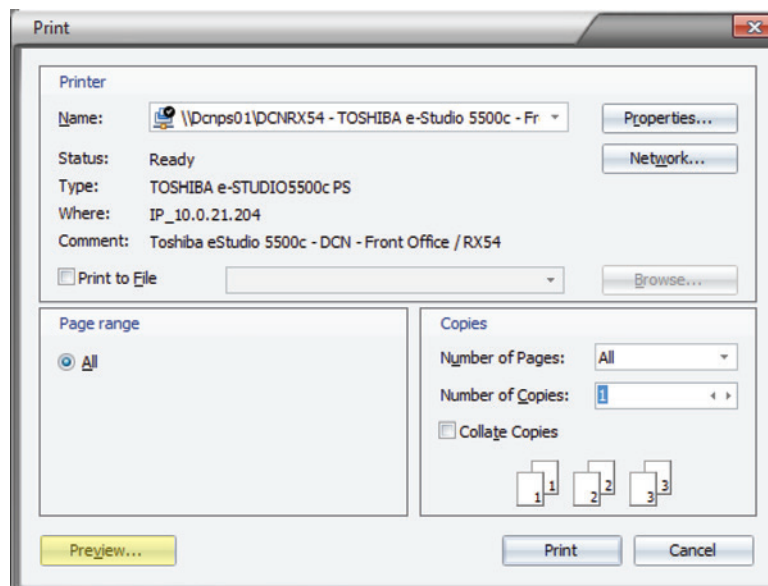 Print
Printer
Name: \\Dcnps01\DCNRX54 - TOSHIBA e-Studio 5500c - Fr Properties...
Status: Ready Network...
Type: TOSHIBA e-STUDIO5500c PS
Where: IP_10.0.21.204
Comment: Toshiba eStudio 5500c - DCN - Front Office / RX54
Print to File Browse...
Page range
All
Copies
Number of Pages: All
Number of Copies: 1
Collate Copies
1 1 2 2 3 3
Preview... Print Cancel